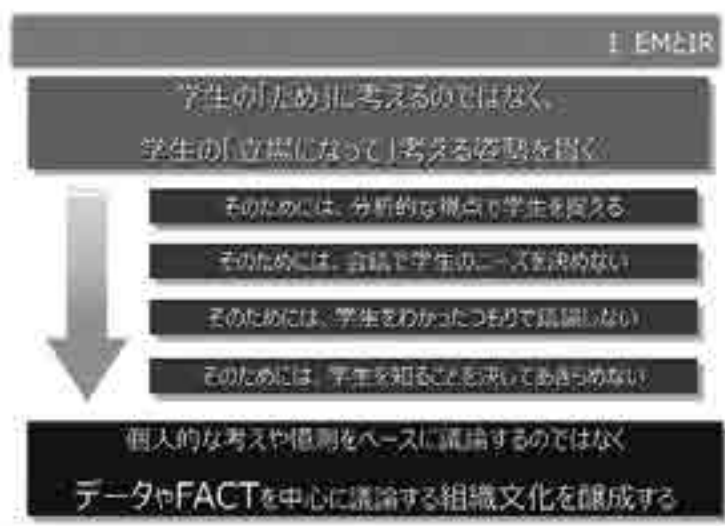 I EMとIR
学生の「ため」に考えるのではなく、
学生の「立場になって」考える姿勢を
そのためには、分析的な視点で学生を捉える
そのためには、会議で学生のニーズを決めない
そのためには、学生をわかったつもりで議論しない
そのためには、学生を知ることを決してあきらめない
個人的な考えや憶測をベースに議論するのではなく
データやFACTを中心に議論する組織文化を醸成する